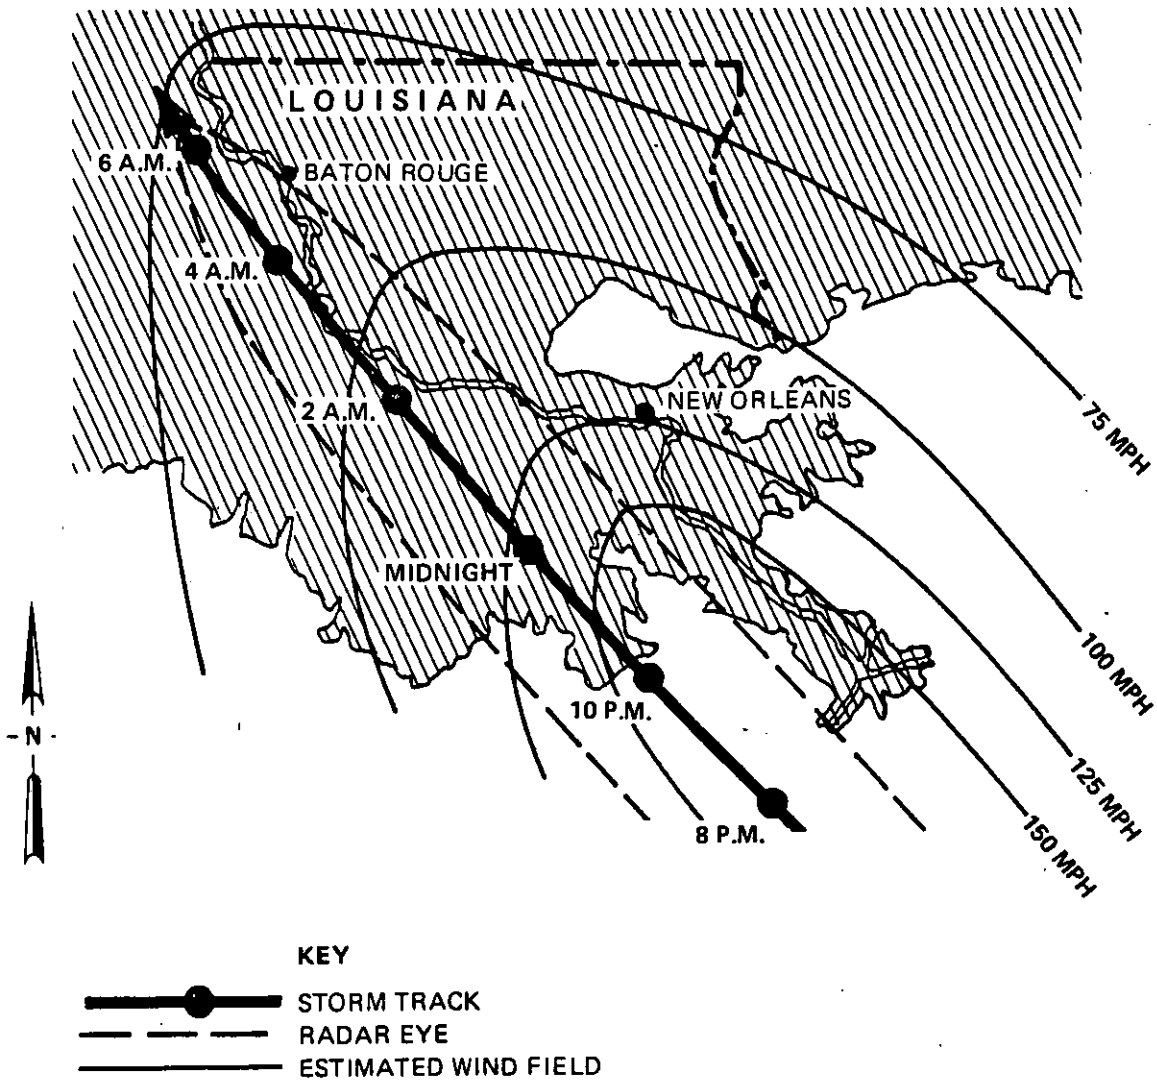 LOUISIANA
6 A.M.
BATON ROUGE
4 A.M.
2 A.M.
NEW ORLEANS
75 MPH
MIDNIGHT
100 MPH
10 P.M.
N
125 MPH
8 P.M.
150 MPH
KEY
STORM TRACK
RADAR EYE
ESTIMATED WIND FIELD